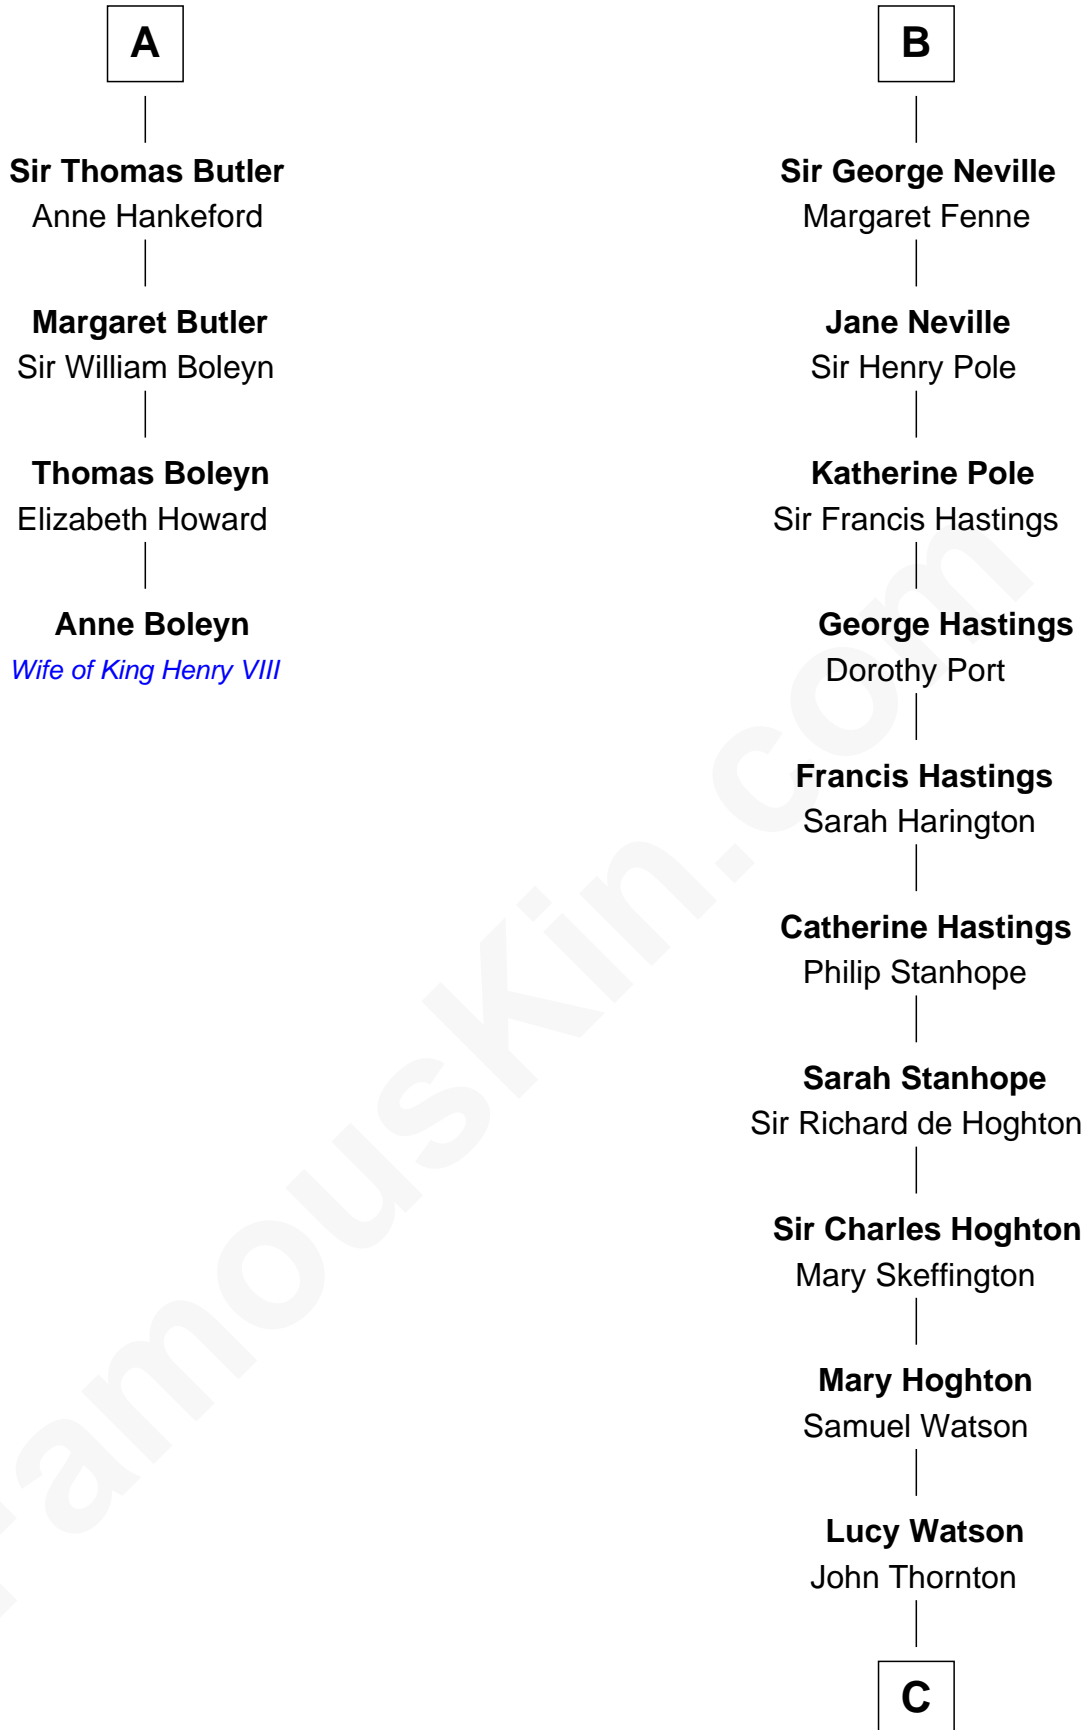 A
Sir Thomas Butler
Anne Hankeford
Margaret Butler
Sir William Boleyn
Thomas Boleyn
Elizabeth Howard
Anne Boleyn
Wife of King Henry VIII
B
Sir George Neville
Margaret Fenne
Jane Neville
Sir Henry Pole
Katherine Pole
Sir Francis Hastings
George Hastings
Dorothy Port
Francis Hastings
Sarah Harington
Catherine Hastings
Philip Stanhope
Sarah Stanhope
Sir Richard de Hoghton
Sir Charles Hoghton
Mary Skeffington
Mary Hoghton
Samuel Watson
Lucy Watson
John Thornton
C
FamousKin.com